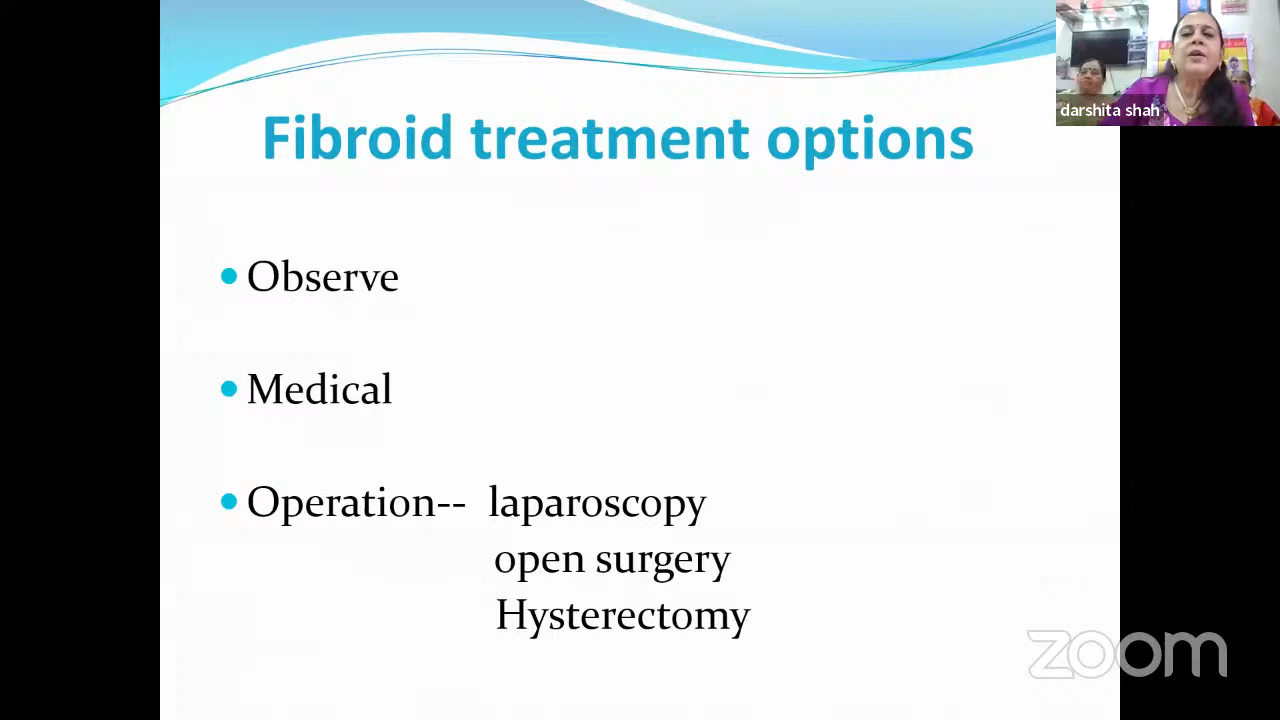 darshita shah
Fibroid treatment options
• Observe
• Medical
• Operation-- laparoscopy
open surgery
Hysterectomy
zoom